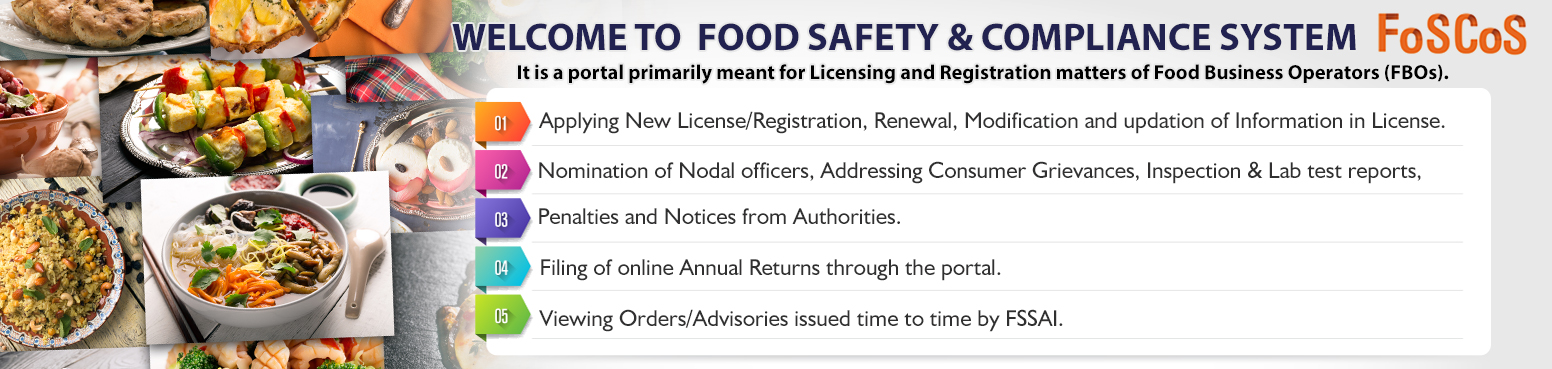 WELCOME TO FOOD SAFETY & COMPLIANCE SYSTEM FoSCoS
It is a portal primarily meant for Licensing and Registration matters of Food Business Operators (FBOs).
01 Applying New License/Registration, Renewal, Modification and updation of Information in License.
02 Nomination of Nodal officers, Addressing Consumer Grievances, Inspection & Lab test reports,
03 Penalties and Notices from Authorities.
04 Filing of online Annual Returns through the portal.
05 Viewing Orders/Advisories issued time to time by FSSAI.